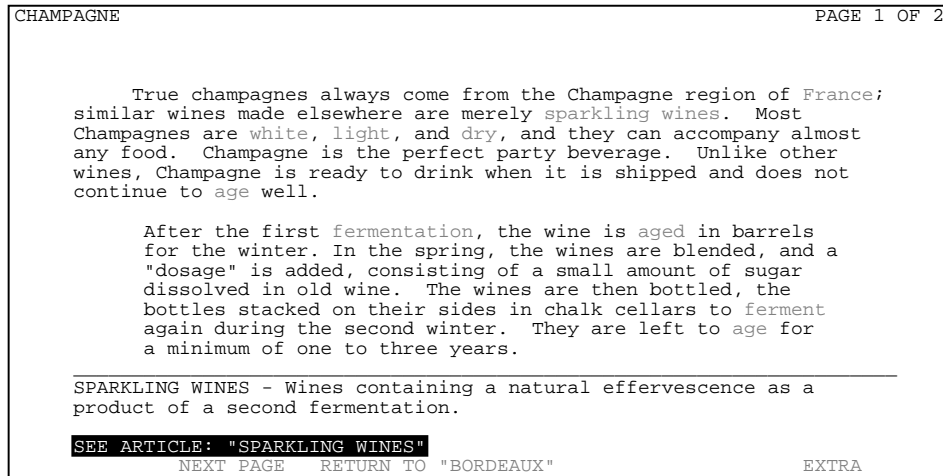 CHAMPAGNE PAGE 1 OF 2
True champagnes always come from the Champagne region of France;
similar wines made elsewhere are merely sparkling wines. Most
Champagnes are white, light, and dry, and they can accompany almost
any food. Champagne is the perfect party beverage. Unlike other
wines, Champagne is ready to drink when it is shipped and does not
continue to age well.
After the first fermentation, the wine is aged in barrels
for the winter. In the spring, the wines are blended, and a
"dosage" is added, consisting of a small amount of sugar
dissolved in old wine. The wines are then bottled, the
bottles stacked on their sides in chalk cellars to ferment
again during the second winter. They are left to age for
a minimum of one to three years.
SPARKLING WINES - Wines containing a natural effervescence as a
product of a second fermentation.
SEE ARTICLE: "SPARKLING WINES"
NEXT PAGE RETURN TO "BORDEAUX" EXTRA